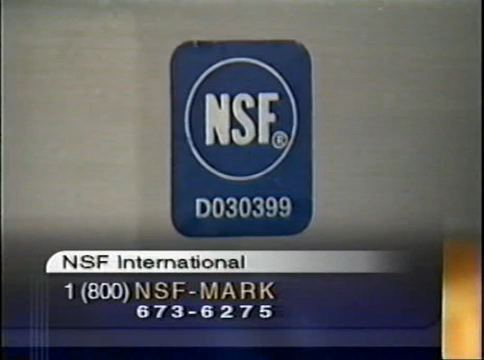 NSF®
D030399
NSF International
1 (800) NSF-MARK
673-6275